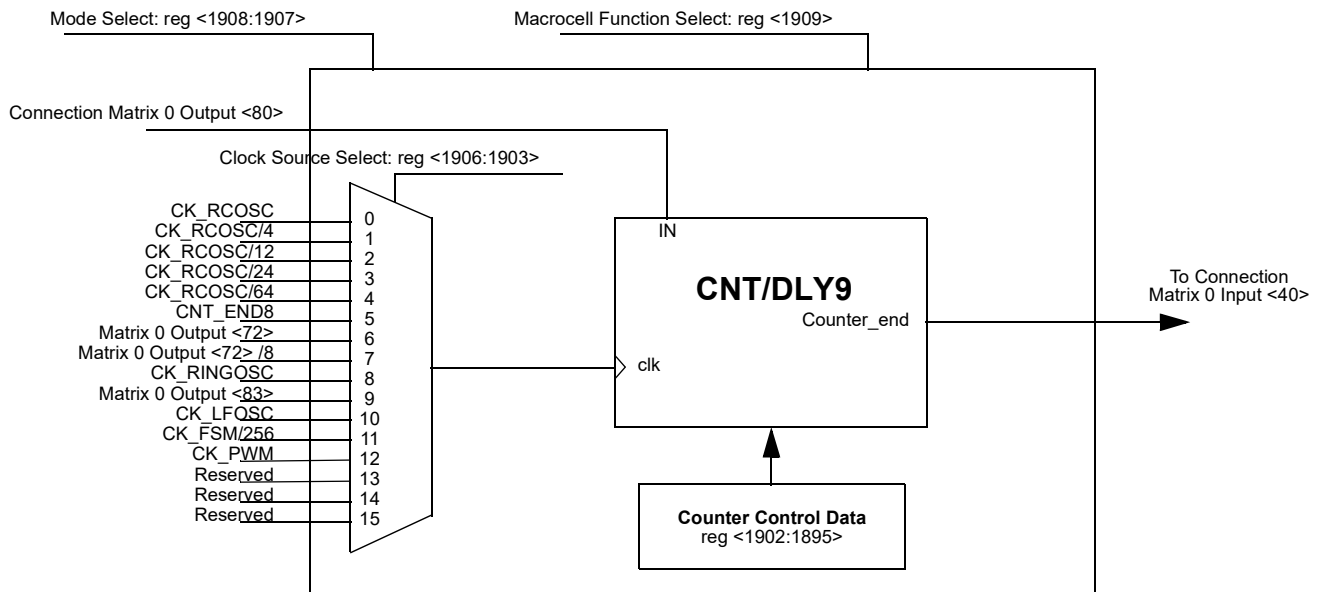 Mode Select: reg <1908:1907>
Macrocell Function Select: reg <1909>
Connection Matrix 0 Output <80>
Clock Source Select: reg <1906:1903>
CK_RCOSC 0
CK_RCOSC/4 1
CK_RCOSC/12 2
CK_RCOSC/24 3
CK_RCOSC/64 4
CNT_END8 5
Matrix 0 Output <72> 6
Matrix 0 Output <72> /8 7
CK_RINGOSC 8
Matrix 0 Output <83> 9
CK_LFOSC 10
CK_FSM/256 11
CK_PWM 12
Reserved 13
Reserved 14
Reserved 15
IN
CNT/DLY9
Counter_end
clk
To Connection
Matrix 0 Input <40>
Counter Control Data
reg <1902:1895>